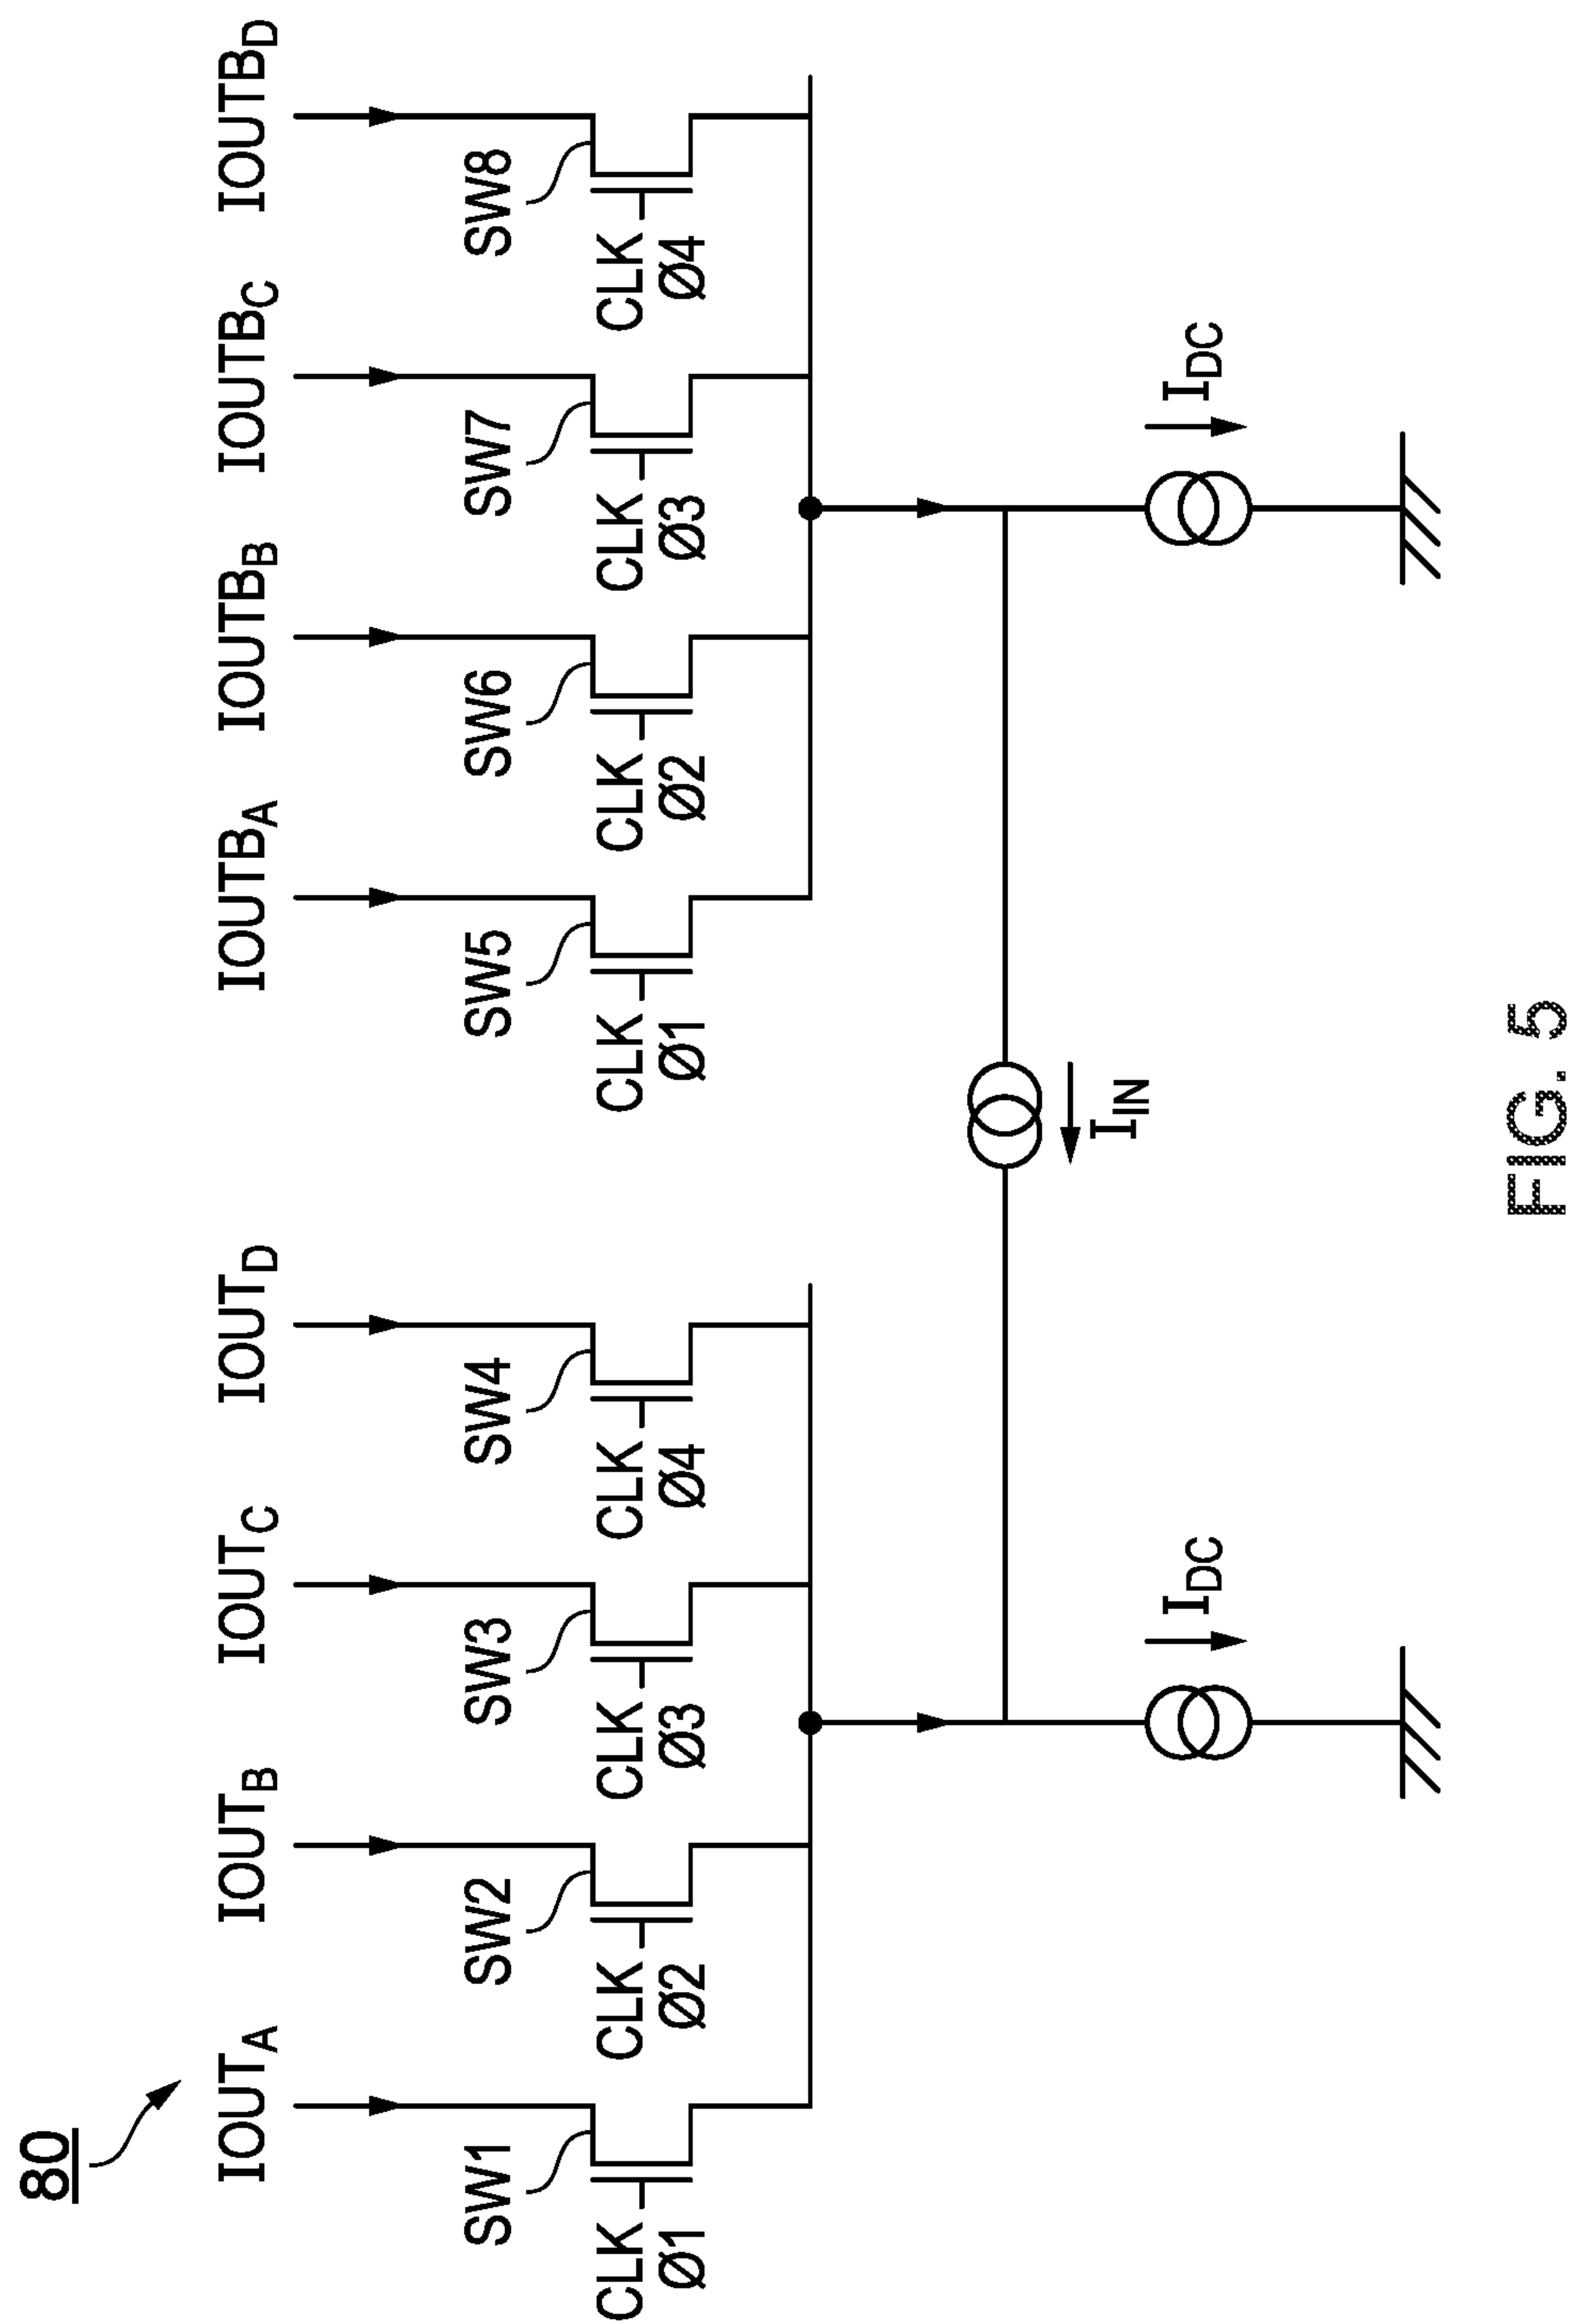 80
IOUTA
IOUTB
IOUTC
IOUTD
IOUTBA
IOUTBB
IOUTBC
IOUTBD
SW1
SW2
SW3
SW4
SW5
SW6
SW7
SW8
CLK
Ø1
CLK
Ø2
CLK
Ø3
CLK
Ø4
CLK
Ø1
CLK
Ø2
CLK
Ø3
CLK
Ø4
IIN
IDC
IDC
FIG. 5